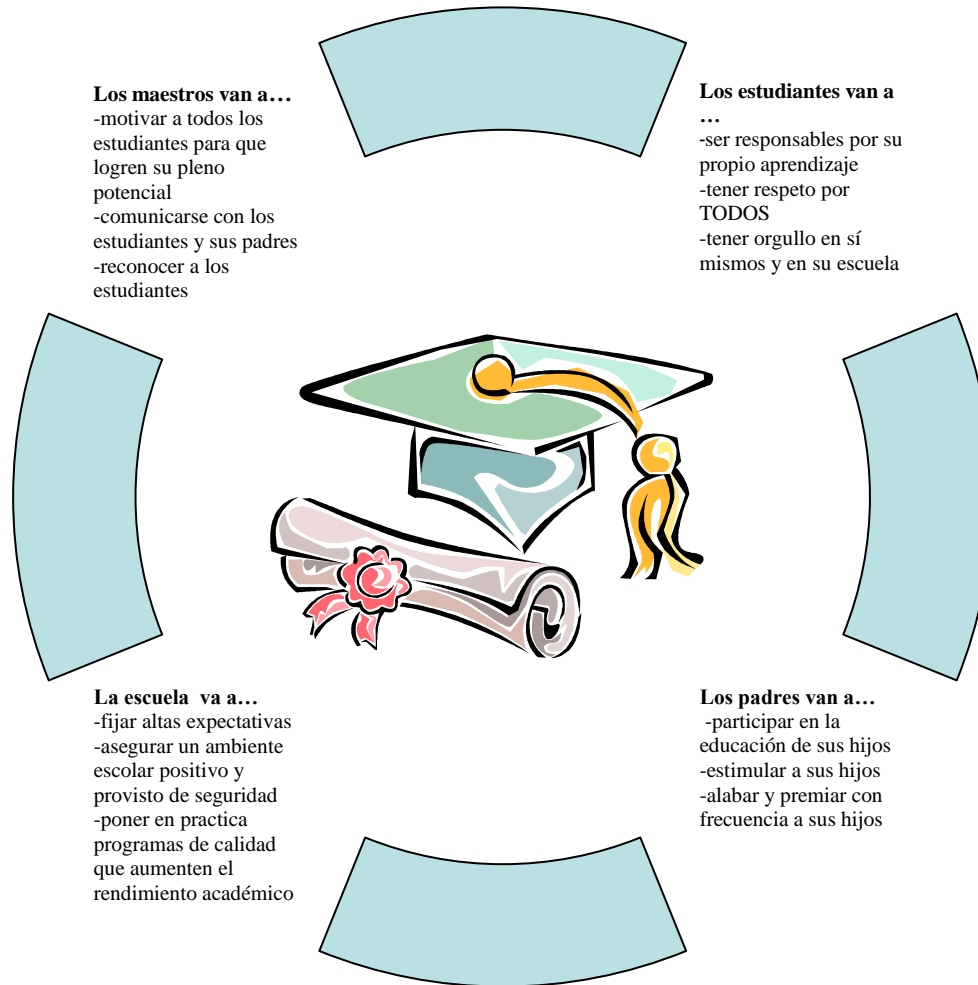 Los maestros van a…
-motivar a todos los
estudiantes para que
logren su pleno
potencial
-comunicarse con los
estudiantes y sus padres
-reconocer a los
estudiantes
Los estudiantes van a
…
-ser responsables por su
propio aprendizaje
-tener respeto por
TODOS
-tener orgullo en sí
mismos y en su escuela
La escuela  va a…
-fijar altas expectativas
-asegurar un ambiente
escolar positivo y
provisto de seguridad
-poner en practica
programas de calidad
que aumenten el
rendimiento académico
Los padres van a…
-participar en la
educación de sus hijos
-estimular a sus hijos
-alabar y premiar con
frecuencia a sus hijos